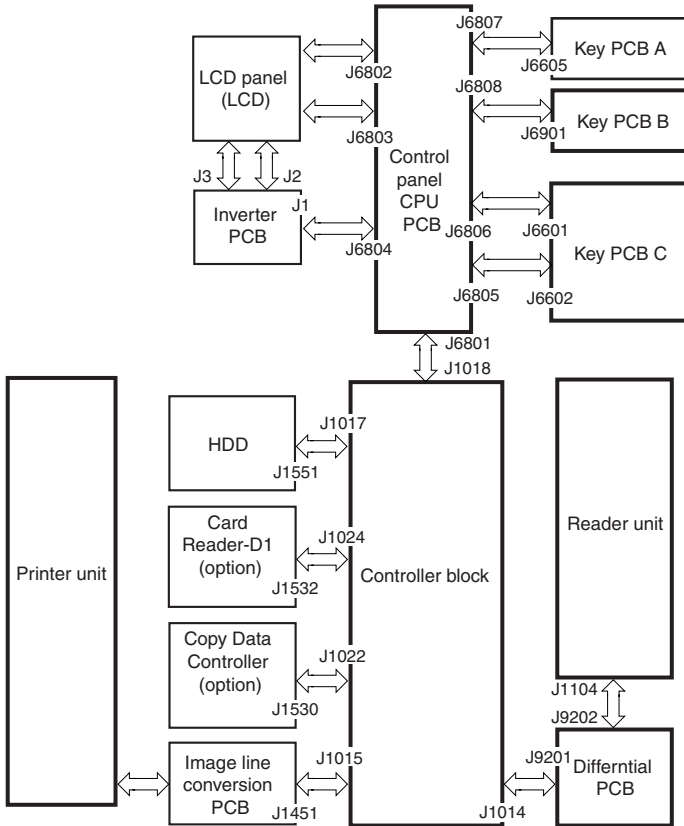 J6807
LCD panel
(LCD)
J6802
J6605
Key PCB A
J6808
J6803
J6901
Key PCB B
Control
panel
CPU
PCB
J3
J2
J1
Inverter
PCB
J6804
J6806
J6601
Key PCB C
J6805
J6602
J6801
J1018
HDD
J1017
J1551
Card
Reader-D1
(option)
J1024
J1532
Printer unit
Controller block
Reader unit
Copy Data
Controller
(option)
J1022
J1530
J1104
J9202
Image line
conversion
PCB
J1015
J1451
J9201
J1014
Differntial
PCB